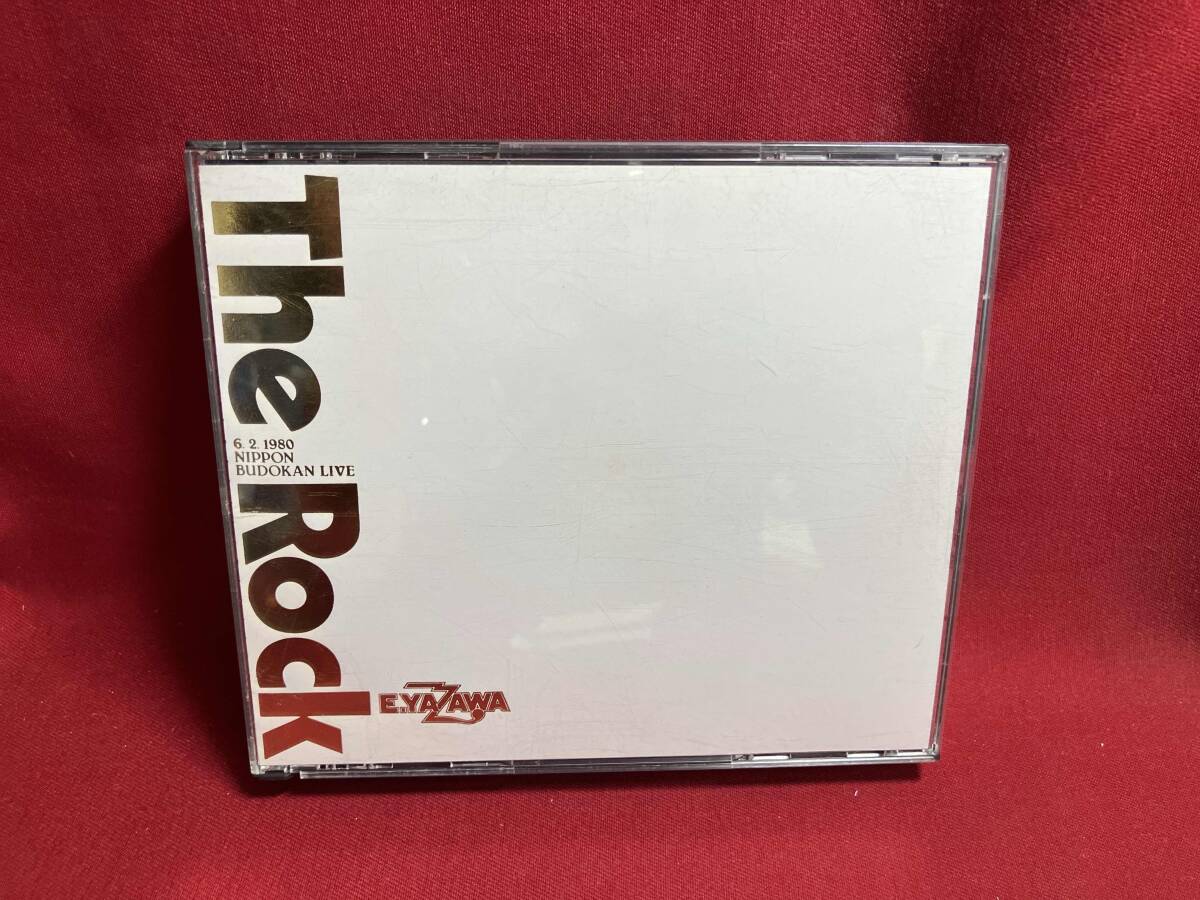 The Rock
6. 2. 1980
NIPPON
BUDOKAN LIVE
E.YAZAWA